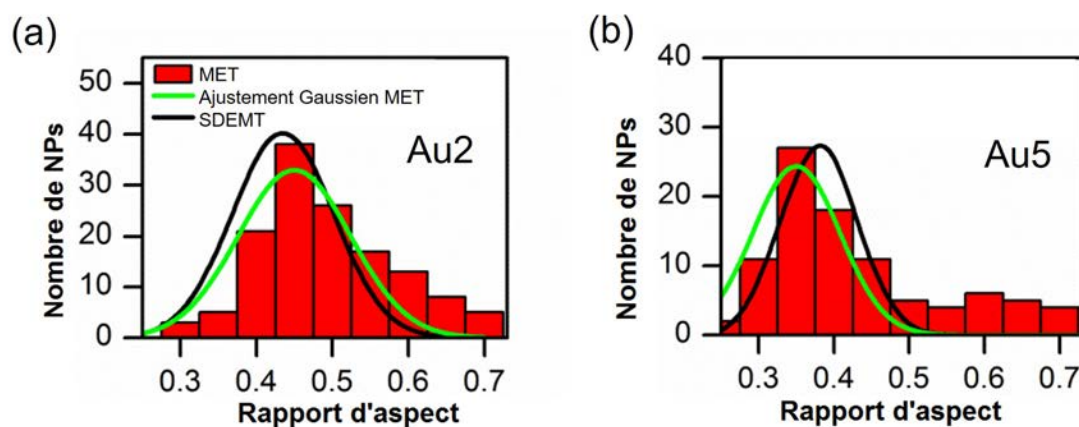 (a)
50
40
30
20
10
0
Nombre de NPs
MET
Ajustement Gaussien MET
SDEMT
Au2
0.3 0.4 0.5 0.6 0.7
Rapport d'aspect
(b)
40
30
20
10
0
Nombre de NPs
Au5
0.3 0.4 0.5 0.6 0.7
Rapport d'aspect